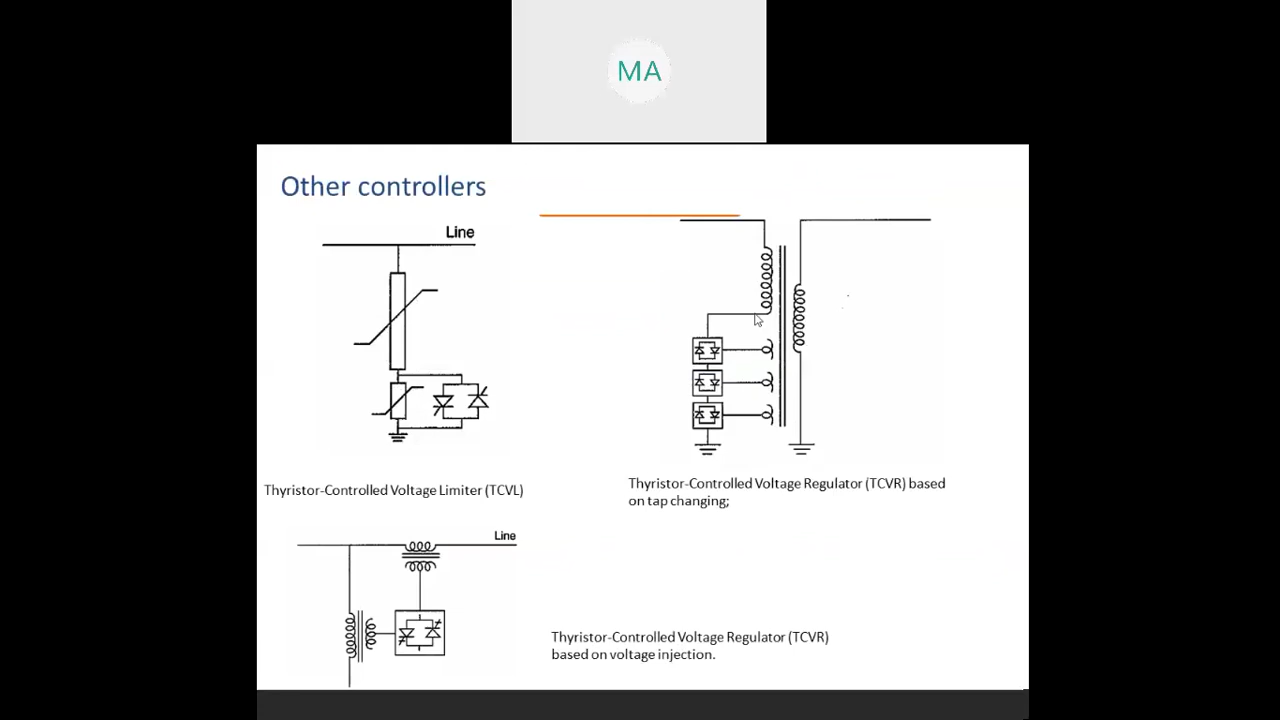 MA
Other controllers
Line
Thyristor-Controlled Voltage Limiter (TCVL)
Thyristor-Controlled Voltage Regulator (TCVR) based
on tap changing;
Line
Thyristor-Controlled Voltage Regulator (TCVR)
based on voltage injection.